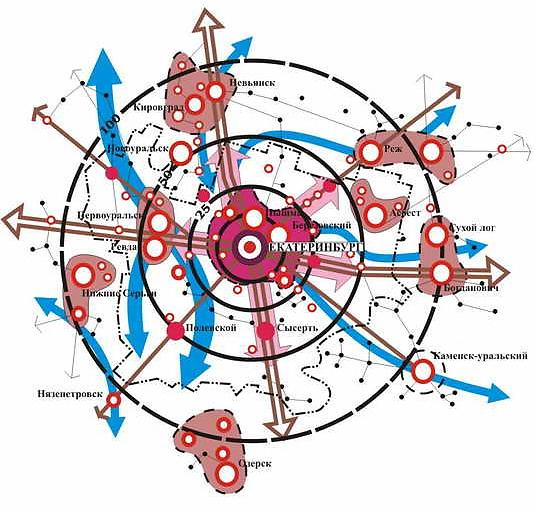 Невьянск
Кировград
100
Новоуральск
Реж
50
Асбест
25
Первоуральск
Березовский
Сухой лог
Ревда
ЕКАТЕРИНБУРГ
Богданович
Нижние Серьги
Полевской
Сысерть
Каменск-уральский
Нязепетровск
Озерск